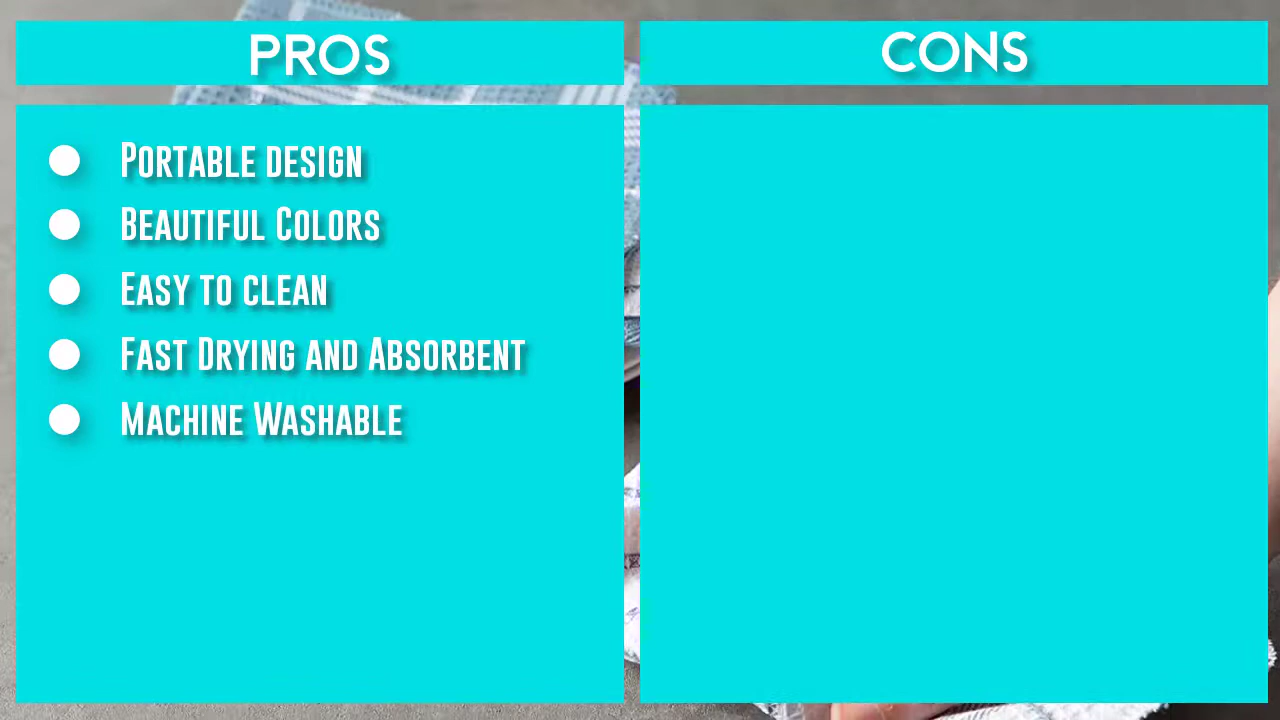 PROS
CONS
Portable design
Beautiful Colors
Easy to clean
Fast Drying and Absorbent
Machine Washable